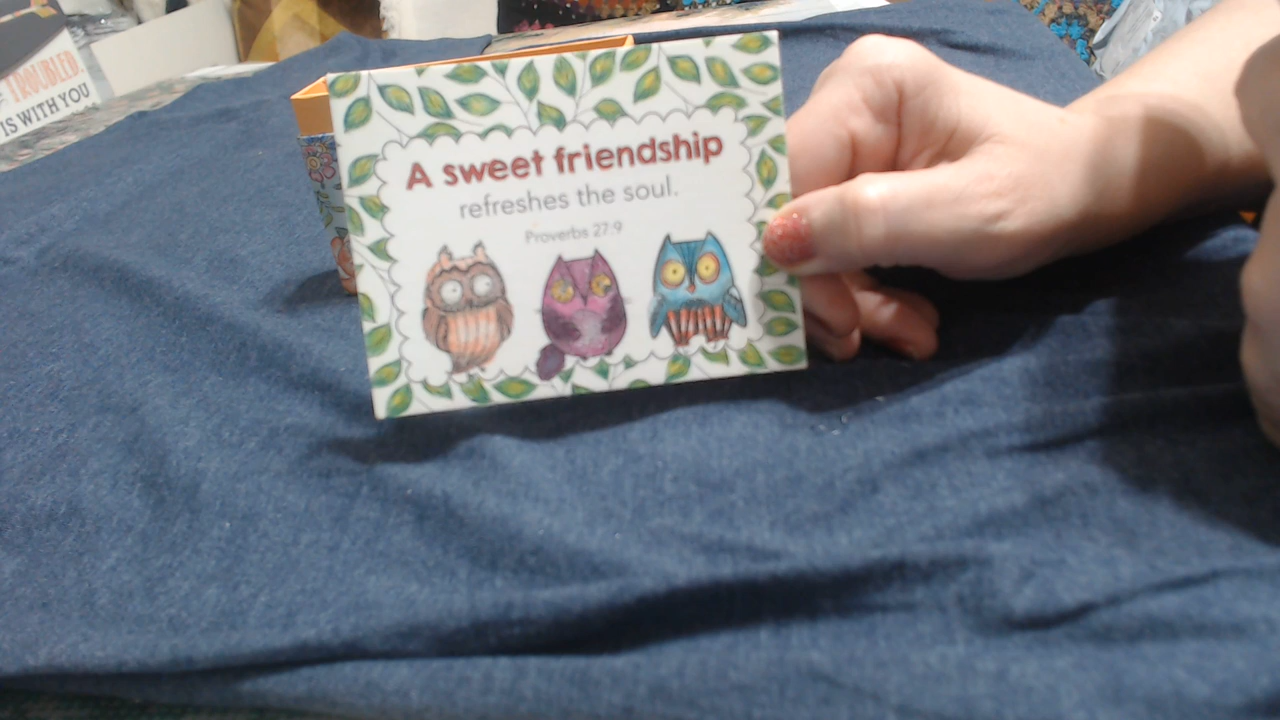 TROUBLED.
IS WITH YOU
A sweet friendship
refreshes the soul.
Proverbs 27:9